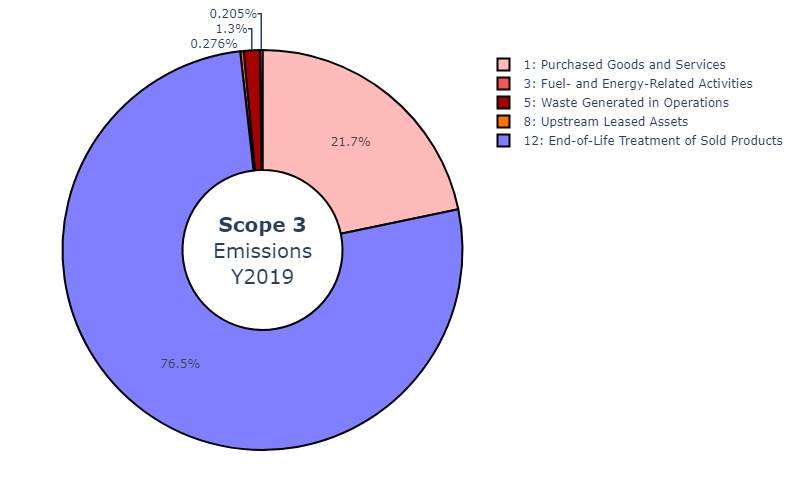 0.205%
1.3%
0.276%
21.7%
76.5%
Scope 3
Emissions
Y2019
1: Purchased Goods and Services
3: Fuel- and Energy-Related Activities
5: Waste Generated in Operations
8: Upstream Leased Assets
12: End-of-Life Treatment of Sold Products